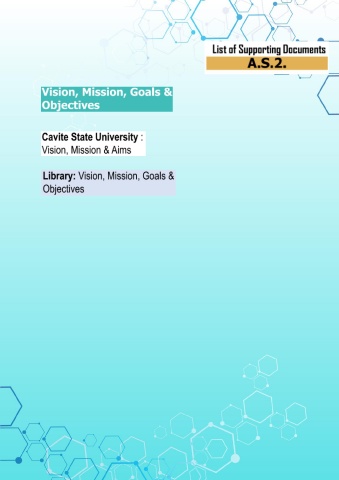 List of Supporting Documents
A.S.2.
Vision, Mission, Goals &
Objectives
Cavite State University :
Vision, Mission & Aims
Library: Vision, Mission, Goals &
Objectives